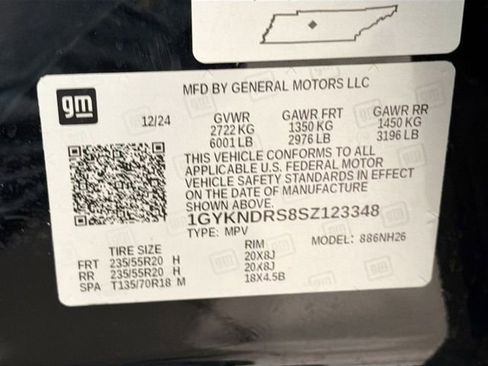 gm
MFD BY GENERAL MOTORS LLC
12/24 GVWR GAWR FRT GAWR RR
2722 KG 1350 KG 1450 KG
6001 LB 2976 LB 3196 LB
THIS VEHICLE CONFORMS TO ALL
APPLICABLE U.S. FEDERAL MOTOR
VEHICLE SAFETY STANDARDS IN EFFECT
ON THE DATE OF MANUFACTURE
SHOWN ABOVE.
1GYKNDRS8SZ123348
TYPE: MPV MODEL: 886NH26
TIRE SIZE RIM
FRT 235/55R20 H 20X8J
RR 235/55R20 H 20X8J
SPA T135/70R18 M 18X4.5B